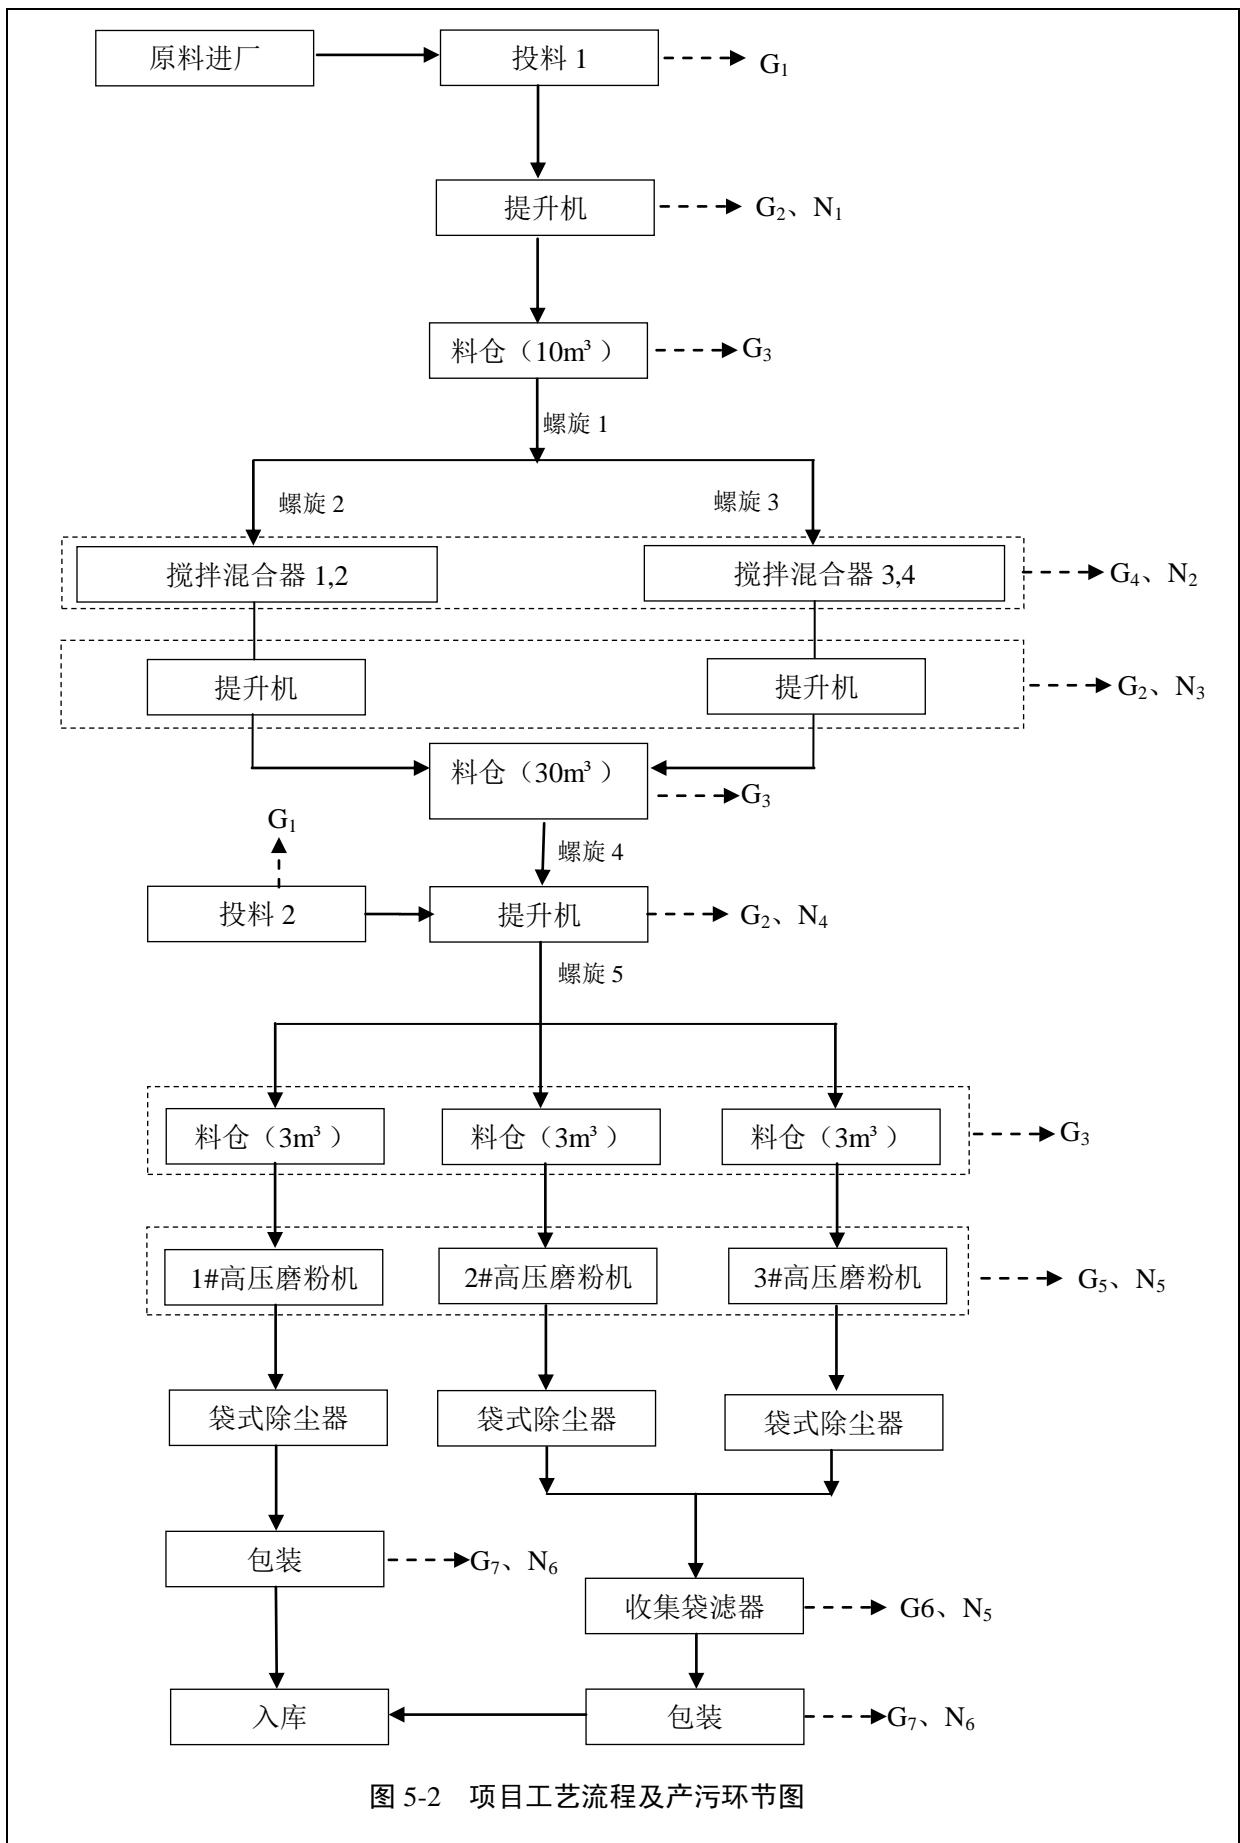 原料进厂
投料 1
G₁
提升机
G₂、N₁
料仓（10m³）
G₃
螺旋 1
螺旋 2
螺旋 3
搅拌混合器 1,2
搅拌混合器 3,4
G₄、N₂
提升机
提升机
G₂、N₃
料仓（30m³）
G₃
G₁
螺旋 4
投料 2
提升机
G₂、N₄
螺旋 5
料仓（3m³）
料仓（3m³）
料仓（3m³）
G₃
1#高压磨粉机
2#高压磨粉机
3#高压磨粉机
G₅、N₅
袋式除尘器
袋式除尘器
袋式除尘器
包装
G₇、N₆
收集袋滤器
G6、N₅
入库
包装
G₇、N₆
图 5-2 项目工艺流程及产污环节图